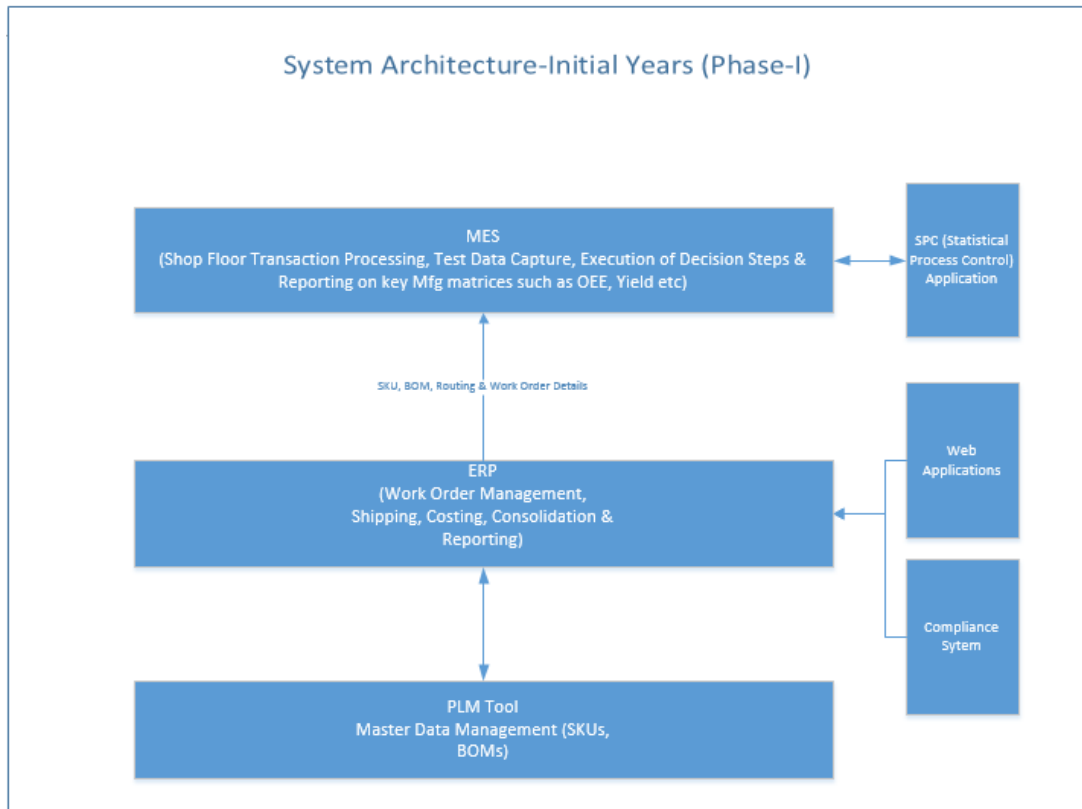 System Architecture-Initial Years (Phase-I)
MES
(Shop Floor Transaction Processing, Test Data Capture, Execution of Decision Steps &
Reporting on key Mfg matrices such as OEE, Yield etc)
SPC (Statistical
Process Control)
Application
SKU, BOM, Routing & Work Order Details
ERP
(Work Order Management,
Shipping, Costing, Consolidation &
Reporting)
Web
Applications
Compliance
Sytem
PLM Tool
Master Data Management (SKUs,
BOMs)